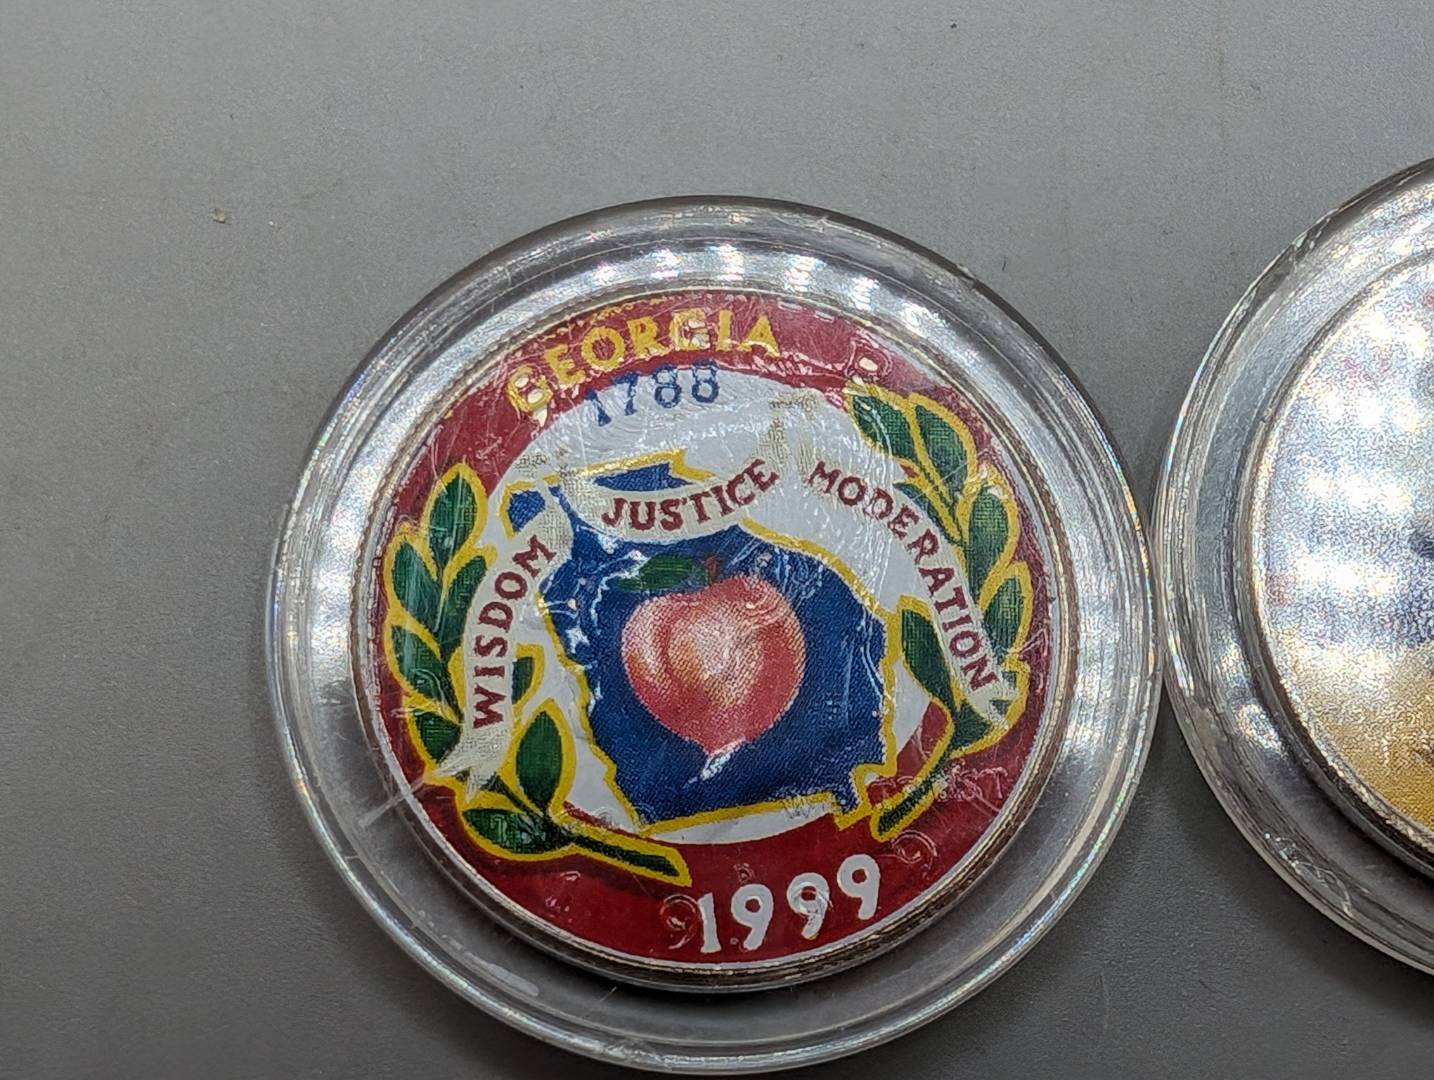 GEORGIA
1788
WISDOM
JUSTICE
MODERATION
1999